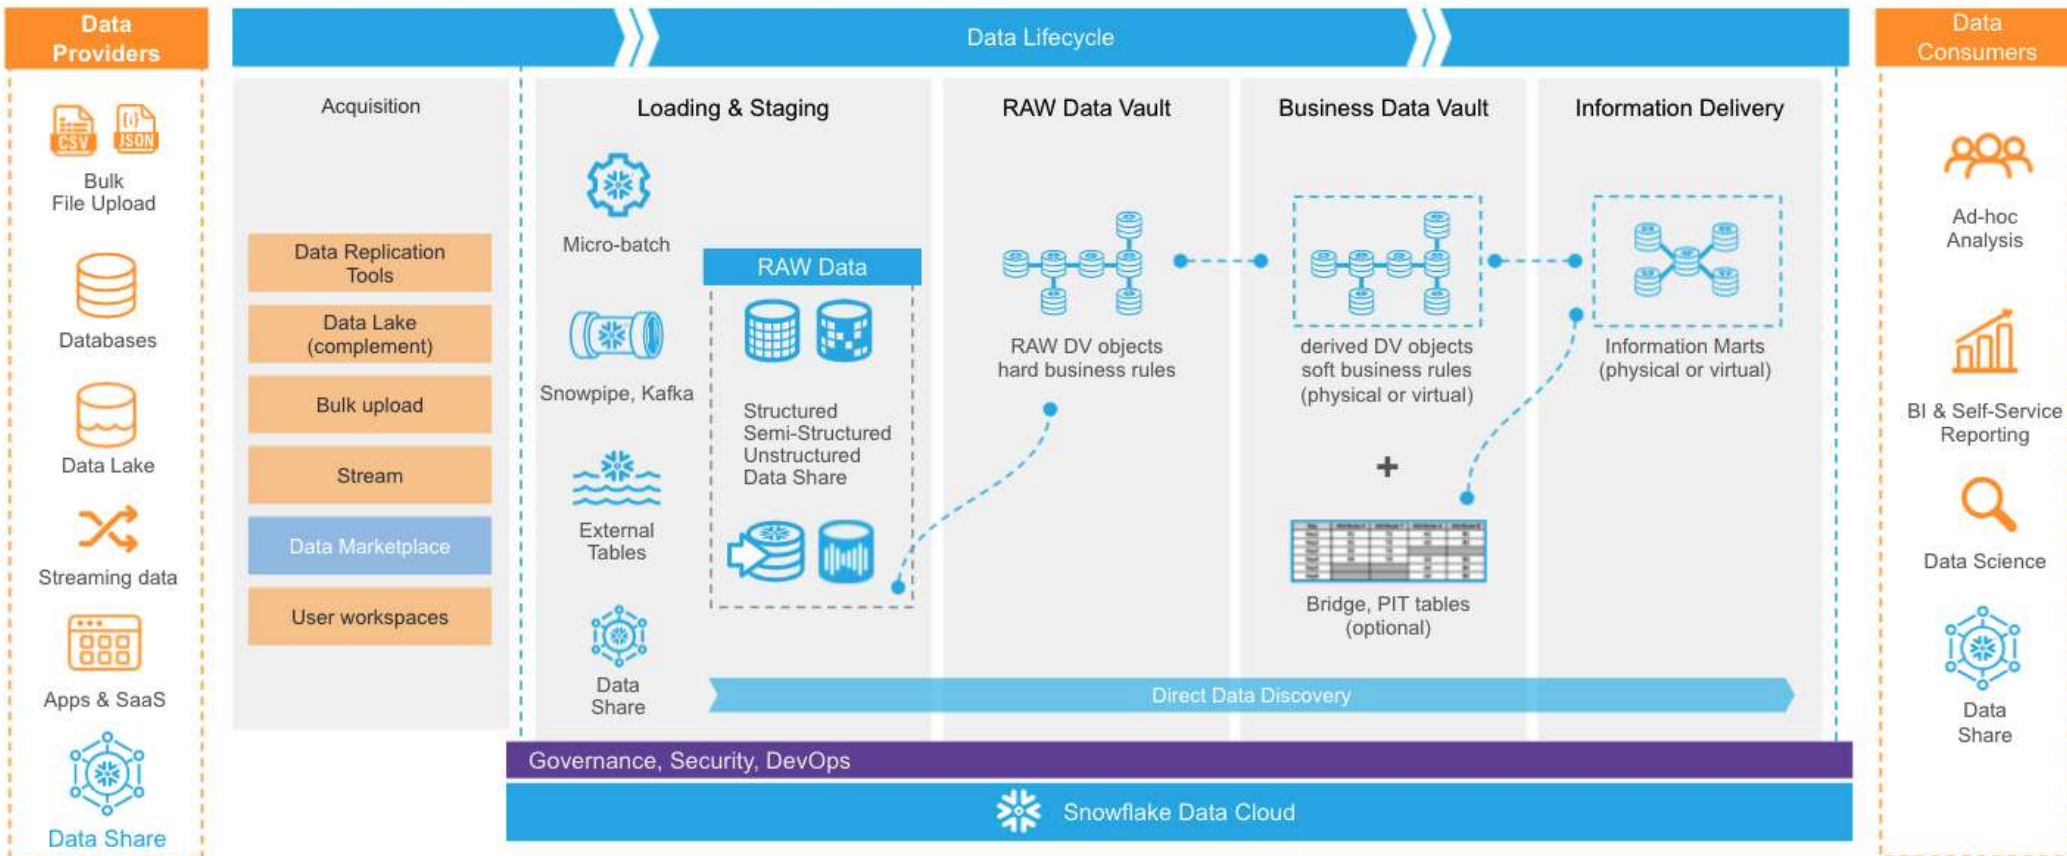 Data
Providers
CSV
JSON
Bulk
File Upload
Databases
Data Lake
Streaming data
Apps & SaaS
Data Share
Data Lifecycle
Acquisition
Data Replication
Tools
Data Lake
(complement)
Bulk upload
Stream
Data Marketplace
User workspaces
Loading & Staging
Micro-batch
Snowpipe, Kafka
External
Tables
Data
Share
RAW Data
Structured
Semi-Structured
Unstructured
Data Share
RAW Data Vault
RAW DV objects
hard business rules
Business Data Vault
derived DV objects
soft business rules
(physical or virtual)
+
Bridge, PIT tables
(optional)
Information Delivery
Information Marts
(physical or virtual)
Direct Data Discovery
Governance, Security, DevOps
Snowflake Data Cloud
Data
Consumers
Ad-hoc
Analysis
BI & Self-Service
Reporting
Data Science
Data
Share